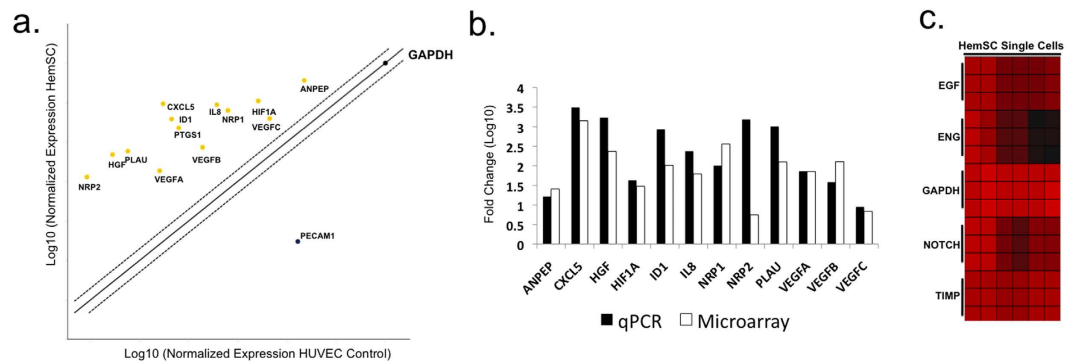 a.
Log10 (Normalized Expression HemSC)
GAPDH
ANPEP
CXCL5
IL8
HIF1A
ID1
NRP1
VEGFC
PTGS1
VEGFB
HGF
PLAU
VEGFA
NRP2
PECAM1
Log10 (Normalized Expression HUVEC Control)
b.
Fold Change (Log10)
4
3.5
3
2.5
2
1.5
1
0.5
0
ANPEP
CXCL5
HGF
HIF1A
ID1
IL8
NRP1
NRP2
PLAU
VEGFA
VEGFB
VEGFC
qPCR
Microarray
c.
HemSC Single Cells
EGF
ENG
GAPDH
NOTCH
TIMP